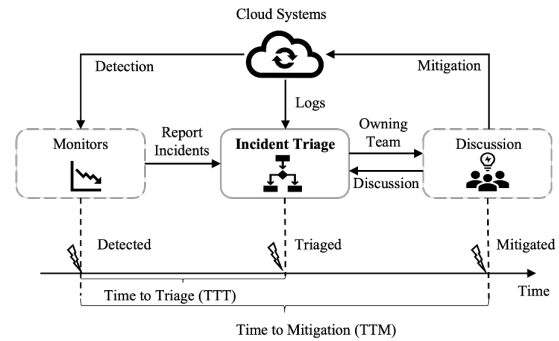 Cloud Systems
Detection
Mitigation
Logs
Monitors
Report
Incidents
Incident Triage
Owning
Team
Discussion
Discussion
Detected
Triaged
Mitigated
Time
Time to Triage (TTT)
Time to Mitigation (TTM)